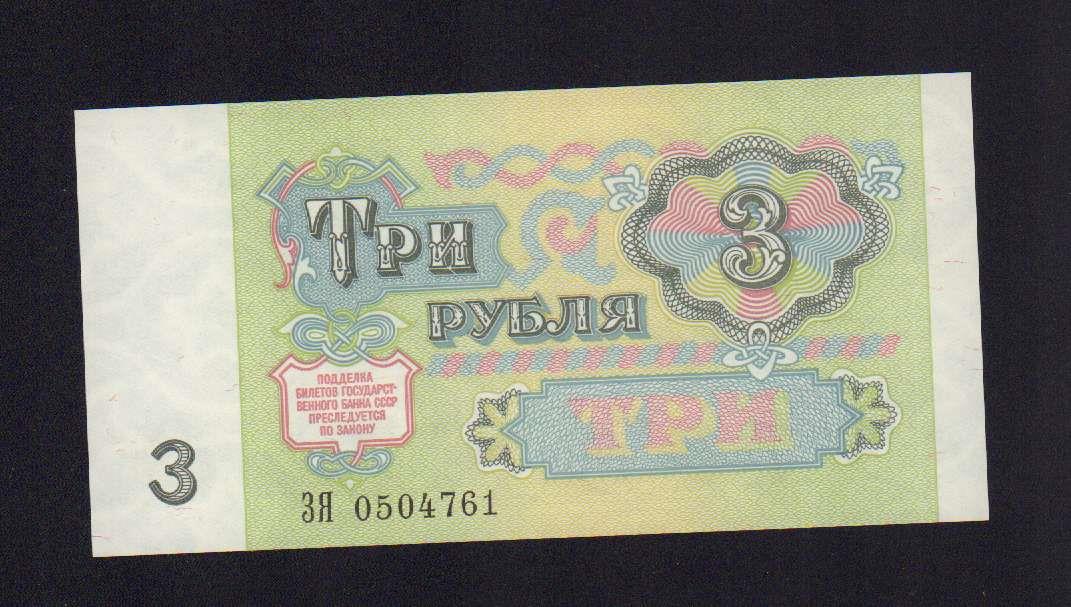 Три
3
РУБЛЯ
ПОДДЕЛКА
БИЛЕТОВ ГОСУДАРСТ-
ВЕННОГО БАНКА СССР
ПРЕСЛЕДУЕТСЯ
ПО ЗАКОНУ
ТРИ
3
ЗЯ 0504761